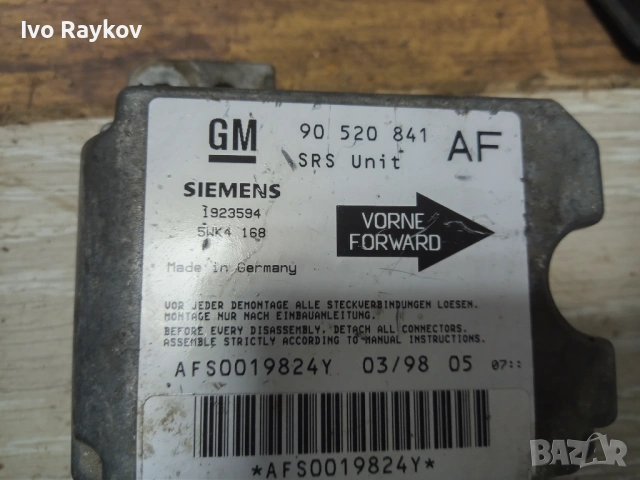 Ivo Raykov
GM
90 520 841 AF
SRS Unit
SIEMENS
1923594
5WK4 168
VORNE
FORWARD
Made in Germany
VOR JEDER DEMONTAGE ALLE STECKVERBINDUNGEN LOESEN.
MONTAGE NUR NACH EINBAUANLEITUNG.
BEFORE EVERY DISASSEMBLY, DETACH ALL CONNECTORS.
ASSEMBLE STRICTLY ACCORDING TO MANUAL INSTRUCTIONS.
AFS0019824Y 03/98 05 07::
*AFS0019824Y*
BAZAR